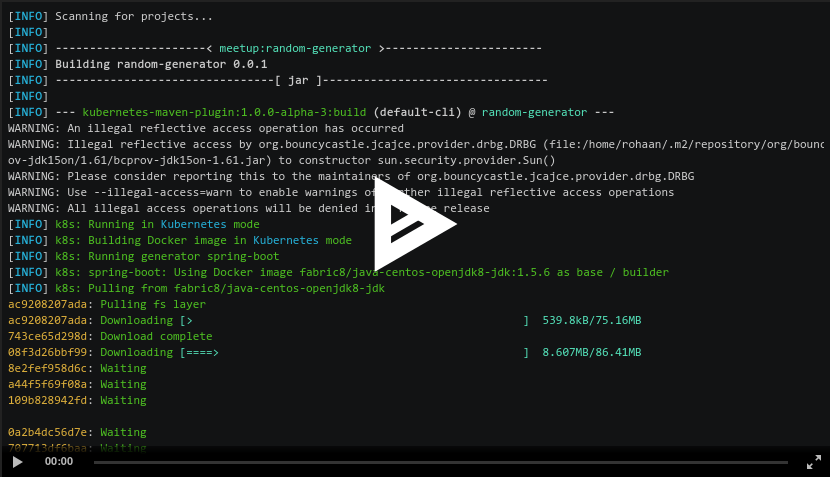 [INFO] Scanning for projects...
[INFO]
[INFO] ----------------------< meetup:random-generator >-----------------------
[INFO] Building random-generator 0.0.1
[INFO] --------------------------------[ jar ]---------------------------------
[INFO]
[INFO] --- kubernetes-maven-plugin:1.0.0-alpha-3:build (default-cli) @ random-generator ---
WARNING: An illegal reflective access operation has occurred
WARNING: Illegal reflective access by org.bouncycastle.jcajce.provider.drbg.DRBG (file:/home/rohaan/.m2/repository/org/bounc
ov-jdk15on/1.61/bcprov-jdk15on-1.61.jar) to constructor sun.security.provider.Sun()
WARNING: Please consider reporting this to the maintainers of org.bouncycastle.jcajce.provider.drbg.DRBG
WARNING: Use --illegal-access=warn to enable warnings of further illegal reflective access operations
WARNING: All illegal access operations will be denied in a future release
[INFO] k8s: Running in Kubernetes mode
[INFO] k8s: Building Docker image in Kubernetes mode
[INFO] k8s: Running generator spring-boot
[INFO] k8s: spring-boot: Using Docker image fabric8/java-centos-openjdk8-jdk:1.5.6 as base / builder
[INFO] k8s: Pulling from fabric8/java-centos-openjdk8-jdk
ac9208207ada: Pulling fs layer
ac9208207ada: Downloading [> ] 539.8kB/75.16MB
743ce65d298d: Download complete
08f3d26bbf99: Downloading [====> ] 8.607MB/86.41MB
8e2fef958d6c: Waiting
a44f5f69f08a: Waiting
109b828942fd: Waiting
0a2b4dc56d7e: Waiting
707713df6baa: Waiting
00:00